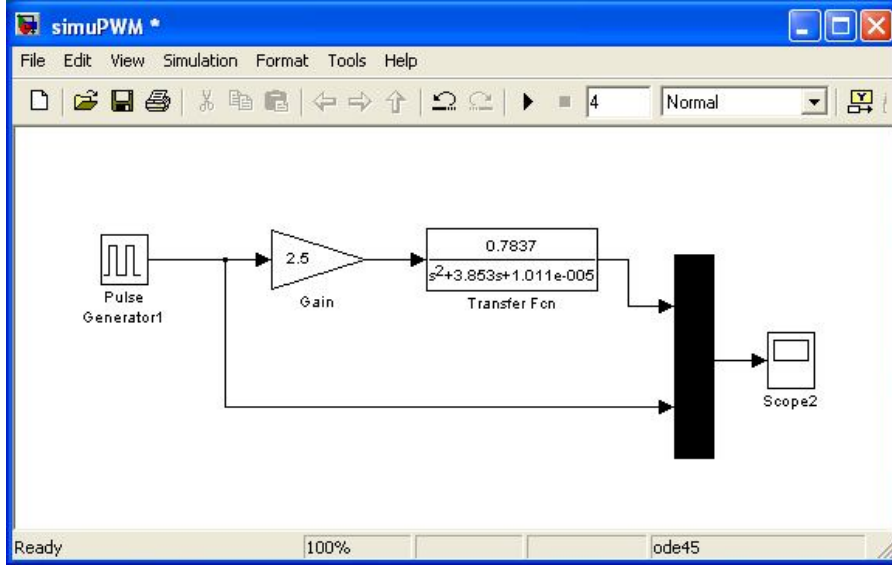 simuPWM *
File Edit View Simulation Format Tools Help
4 Normal
2.5
0.7837
s2+3.853s+1.011e-005
Pulse
Generator1
Gain
Transfer Fcn
Scope2
Ready 100% ode45